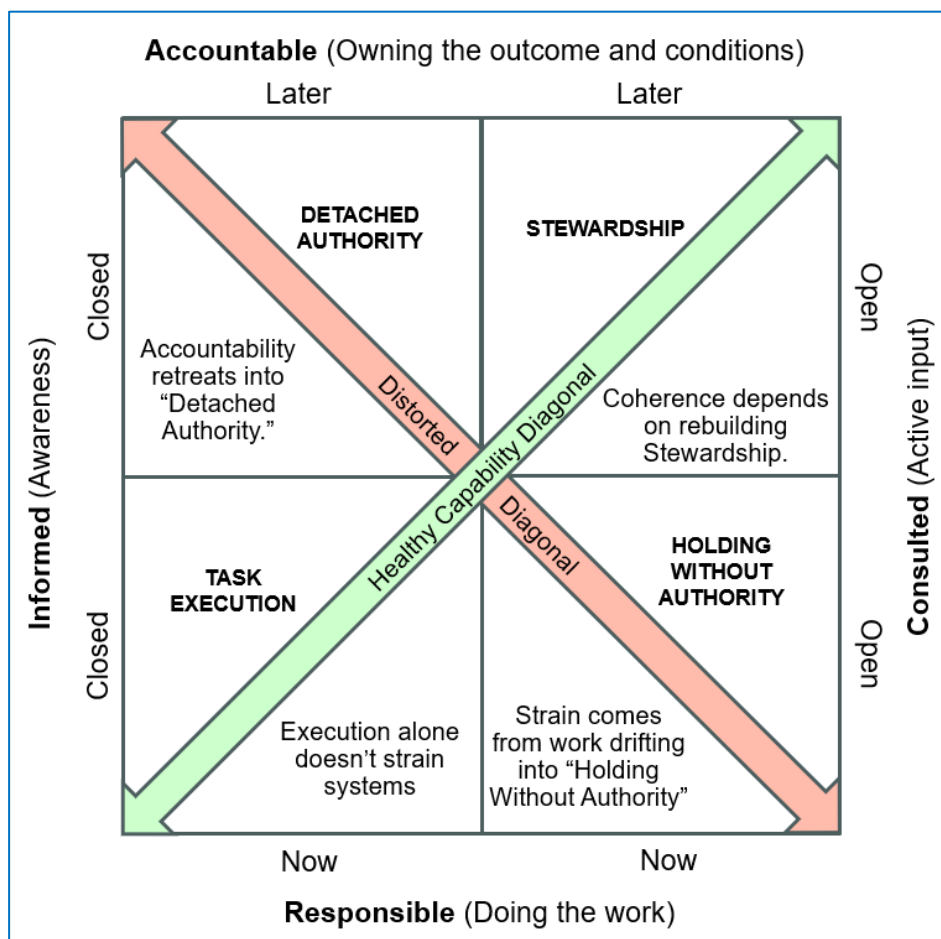 Accountable (Owning the outcome and conditions)
Later
Later
DETACHED
AUTHORITY
STEWARDSHIP
Closed
Open
Accountability
retreats into
“Detached
Authority.”
Distorted
Healthy Capability Diagonal
Coherence depends
on rebuilding
Stewardship.
Informed (Awareness)
Consulted (Active input)
TASK
EXECUTION
Diagonal
HOLDING
WITHOUT
AUTHORITY
Closed
Open
Execution alone
doesn’t strain
systems
Strain comes
from work drifting
into “Holding
Without Authority”
Now
Now
Responsible (Doing the work)